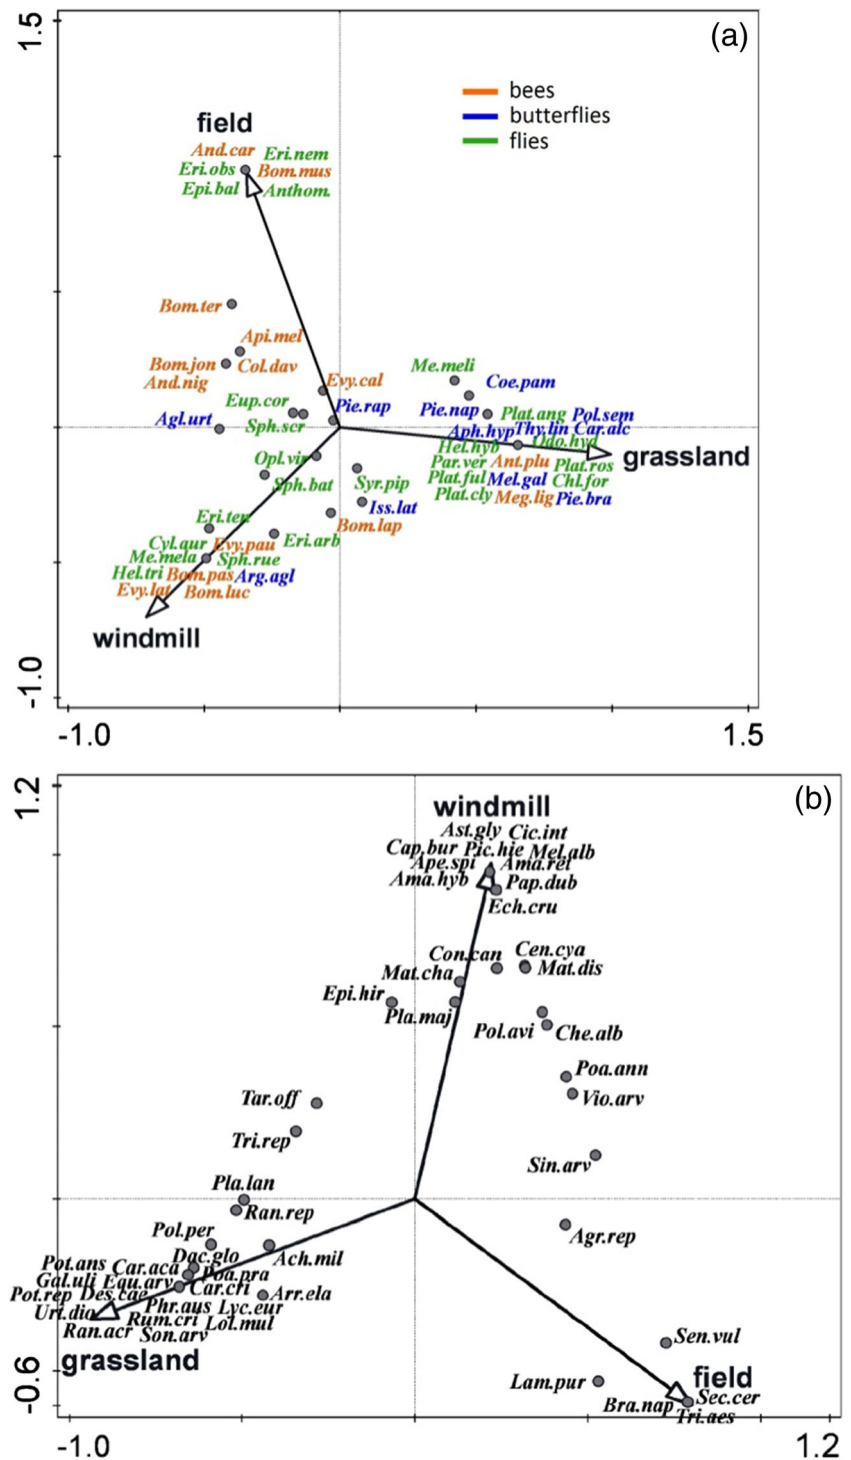 (a)
1.5
bees
butterflies
flies
field
And.car Eri.nem
Eri.obs Bom.mus
Epi.bal Anthom.
Bom.ter
Api.mel
Bom.jon Col.dav
And.nig
Evy.cal
Me.meli
Coe.pam
Eup.cor
Pie.rap
Pie.nap Plat.ang Pol.sem
Agl.urt
Sph.scr
Aph.hyp Thy.lin Car.alc
Hel.hyb Odo.hyd
grassland
Opl.vir
Par.ver Ant.plu Plat.ros
Sph.bat
Syr.pip
Plat.ful Mel.gal Chl.for
Plat.cly Meg.lig Pie.bra
Iss.lat
Eri.ten
Bom.lap
Cyl.aur Evy.pau Eri.arb
Me.mela Sph.rue
Hel.tri Bom.pas Arg.agl
Evy.lat Bom.luc
windmill
-1.0
-1.0
1.5
(b)
1.2
windmill
Ast.gly Cic.int
Cap.bur Pic.hie Mel.alb
Ape.spi Ama.ret
Ama.hyb Pap.dub
Ech.cru
Con.can Cen.cya
Mat.cha Mat.dis
Epi.hir
Pla.maj
Pol.avi Che.alb
Poa.ann
Tar.off
Vio.arv
Tri.rep
Sin.arv
Pla.lan
Ran.rep
Pol.per
Agr.rep
Dac.glo Ach.mil
Pot.ans Car.aca Poa.pra
Gal.uli Equ.arv Car.cri
Pot.rep Des.cae Arr.ela
Urt.dio Phr.aus Lyc.eur
Rum.cri Lol.mul
Ran.acr Son.arv
Sen.vul
grassland
field
Lam.pur
Sec.cer
Bra.nap
Tri.aes
-0.6
-1.0
1.2